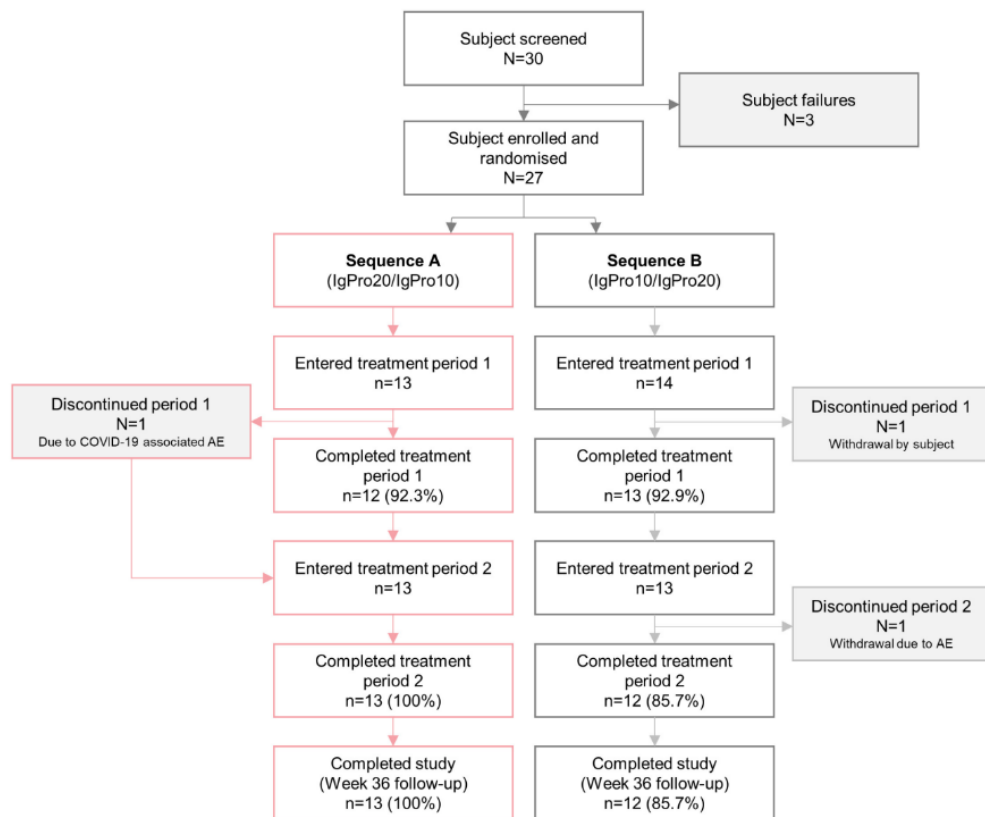 Subject screened
N=30
Subject failures
N=3
Subject enrolled and
randomised
N=27
Sequence A
(IgPro20/IgPro10)
Sequence B
(IgPro10/IgPro20)
Entered treatment period 1
n=13
Entered treatment period 1
n=14
Discontinued period 1
N=1
Due to COVID-19 associated AE
Discontinued period 1
N=1
Withdrawal by subject
Completed treatment
period 1
n=12 (92.3%)
Completed treatment
period 1
n=13 (92.9%)
Entered treatment period 2
n=13
Entered treatment period 2
n=13
Discontinued period 2
N=1
Withdrawal due to AE
Completed treatment
period 2
n=13 (100%)
Completed treatment
period 2
n=12 (85.7%)
Completed study
(Week 36 follow-up)
n=13 (100%)
Completed study
(Week 36 follow-up)
n=12 (85.7%)